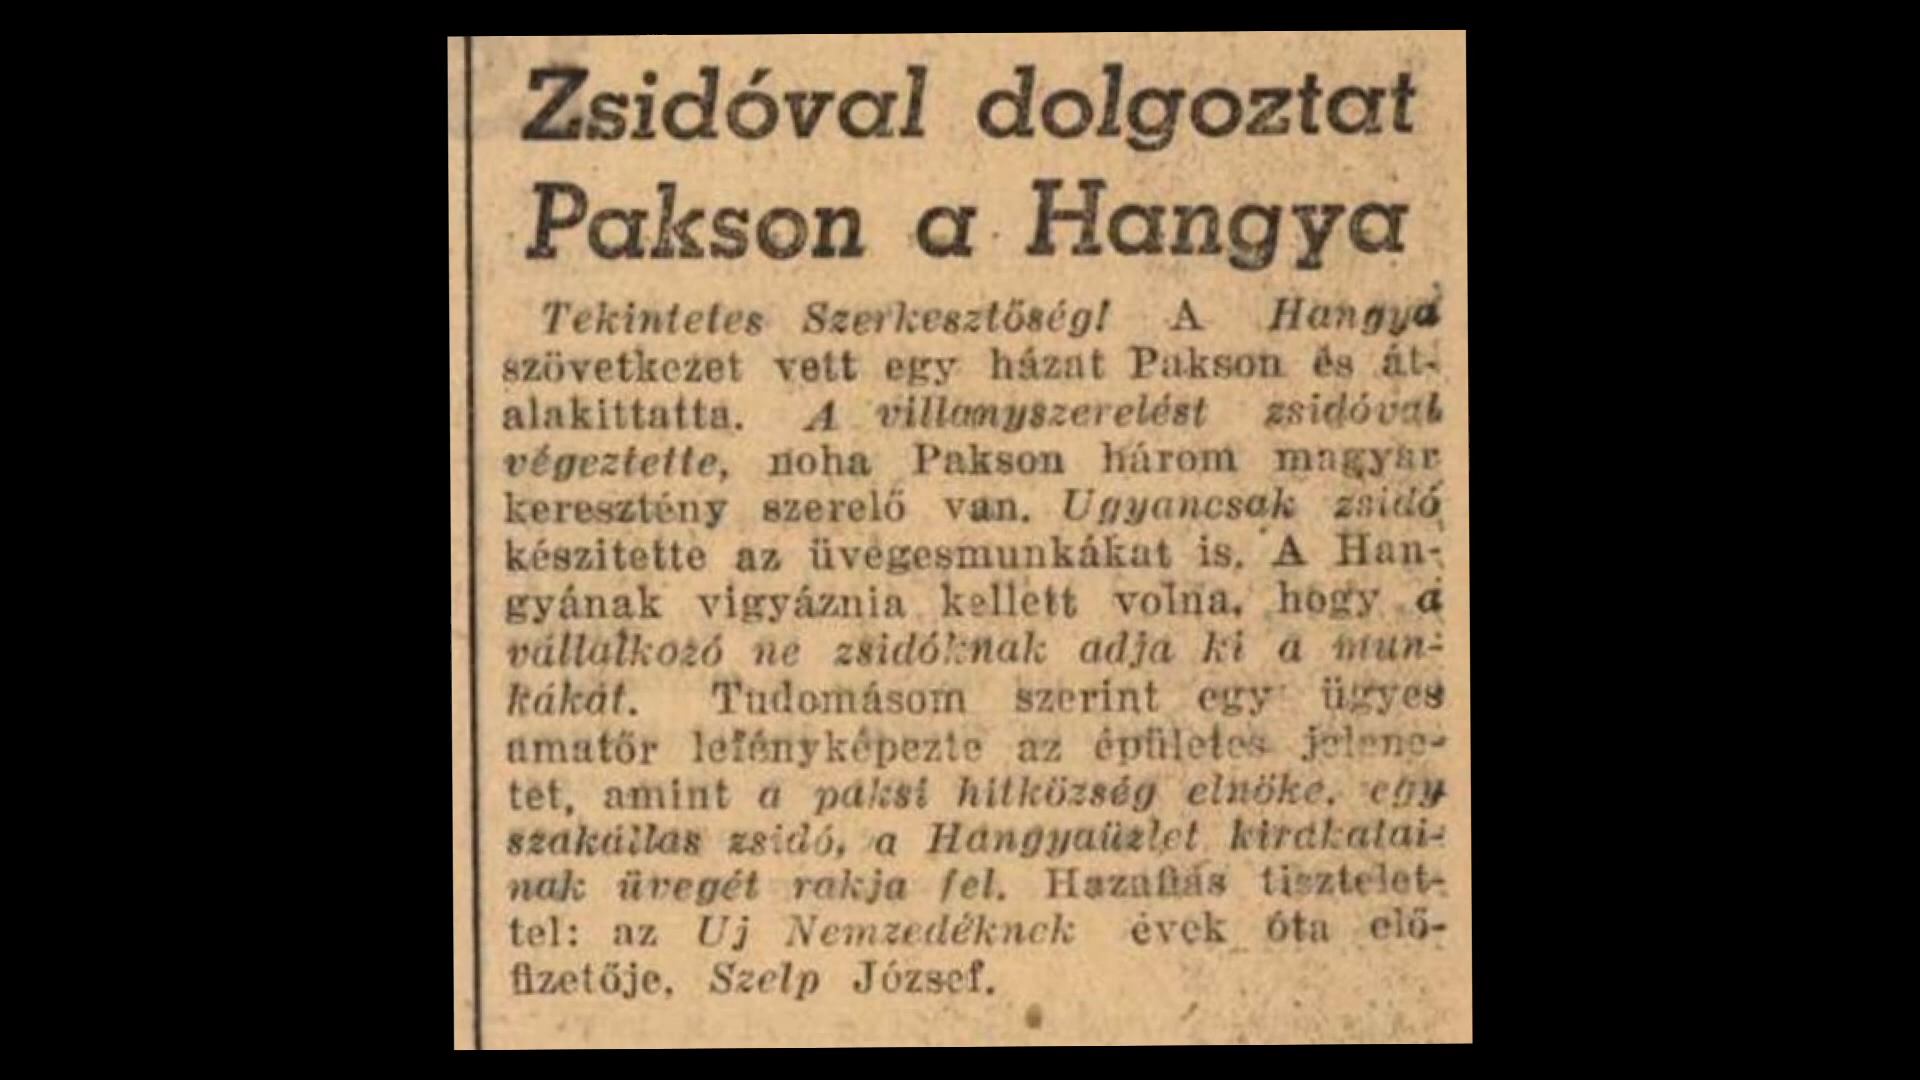 Zsidóval dolgoztat
Pakson a Hangya
Tekintetes Szerkesztőség! A Hangya
szövetkezet vett egy házat Pakson és át-
alakittatta. A villanyszerelést zsidóval
végeztette, noha Pakson három magyar
keresztény szerelő van. Ugyancsak zsidó
készitette az üvegesmunkákat is. A Han-
gyának vigyáznia kellett volna, hogy a
vállalkozó ne zsidóknak adja ki a mun-
kákat. Tudomásom szerint egy ügyes
amatőr lefényképezte az épületes jelene-
tet, amint a paksi hitközség elnöke, egy
szakállas zsidó, a Hangyaüzlet kirakatai-
nak üvegét rakja fel. Hazafias tisztelet-
tel: az Uj Nemzedéknek évek óta elő-
fizetője, Szelp József.